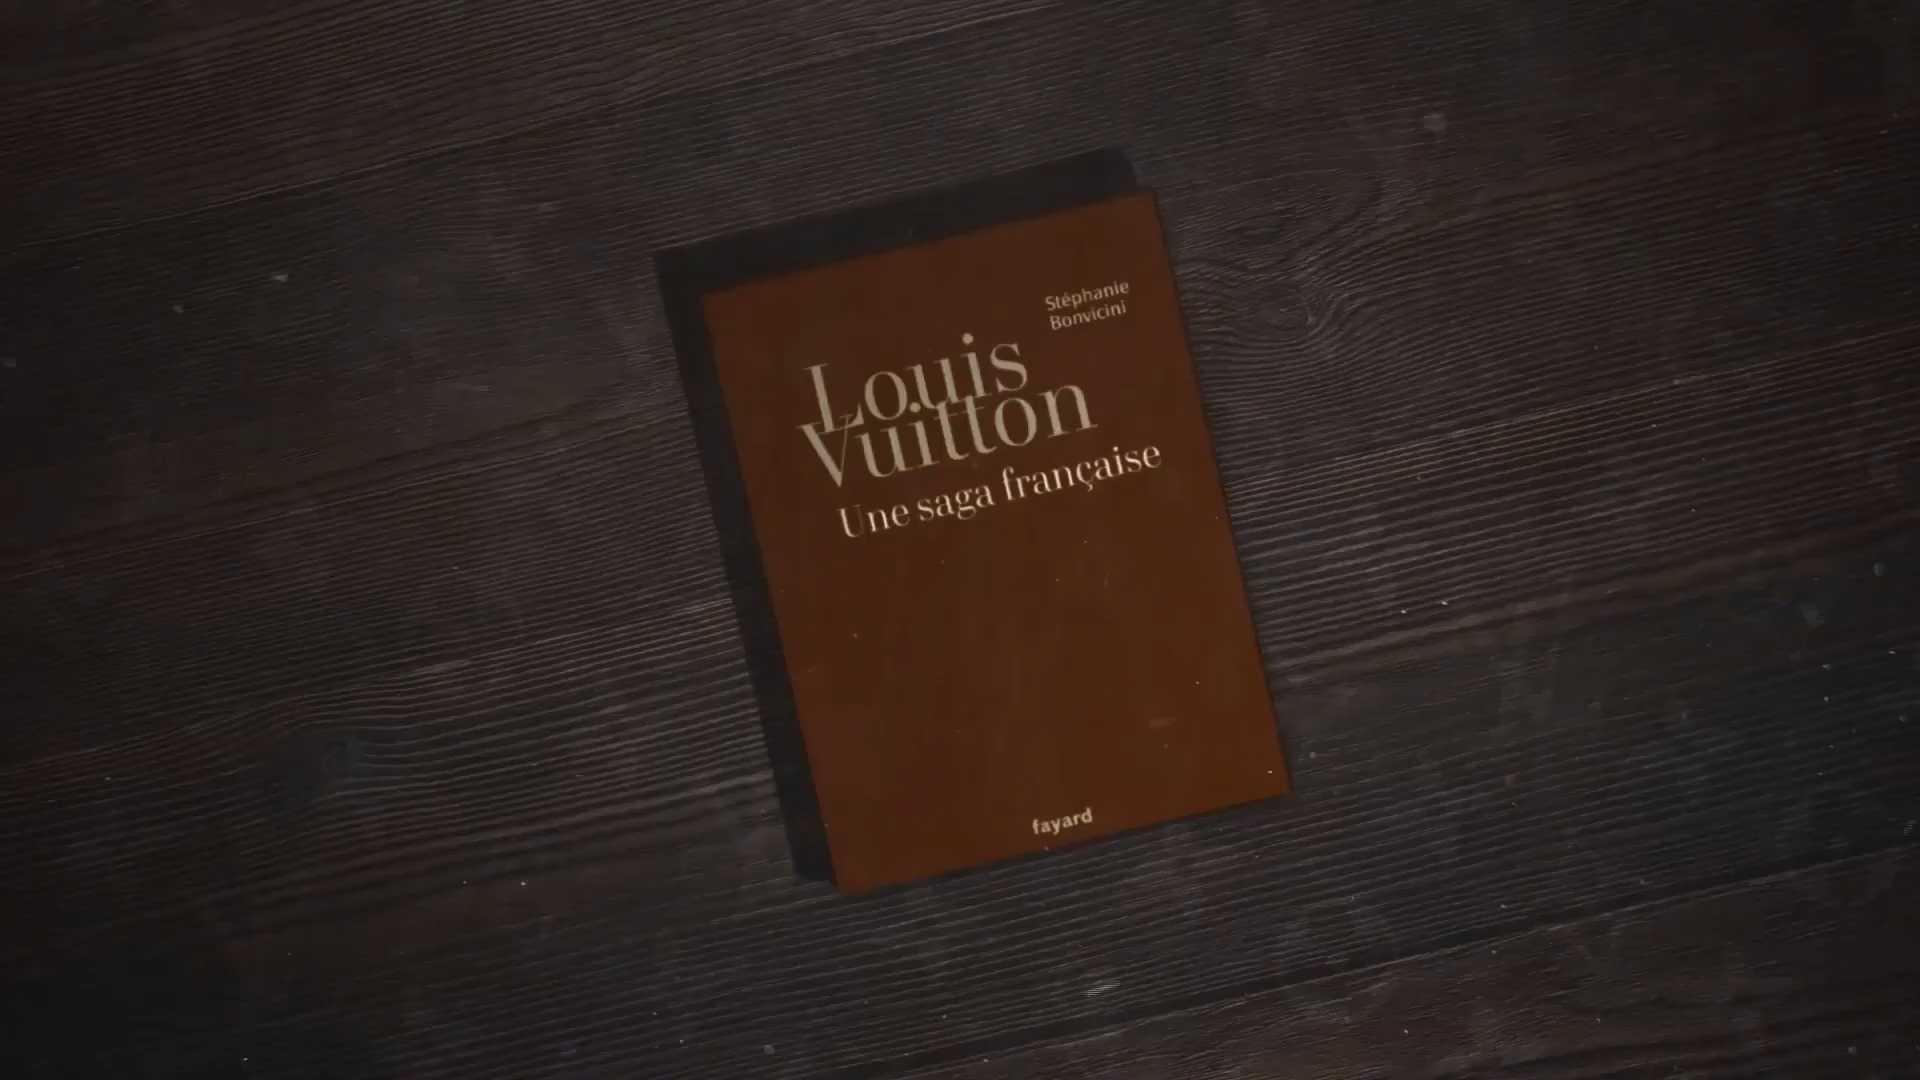 Stéphanie
Bonvicini
Louis
Vuitton
Une saga française
fayard